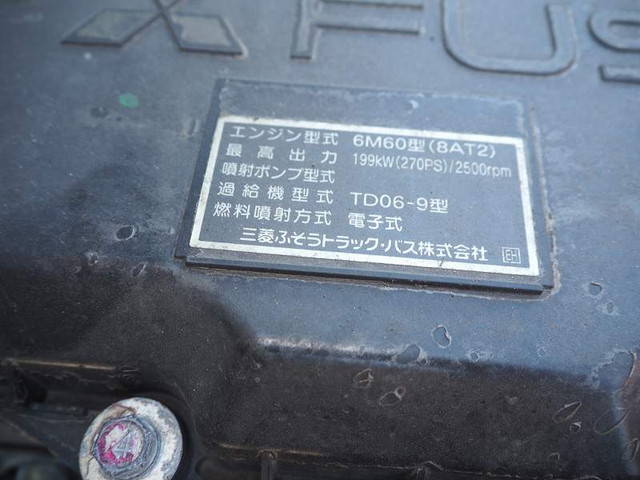 FUS
エンジン型式 6M60型(8AT2)
最高出力 199kW(270PS)/2500rpm
噴射ポンプ型式
過給機型式 TD06-9型
燃料噴射方式 電子式
三菱ふそうトラック・バス株式会社 EH